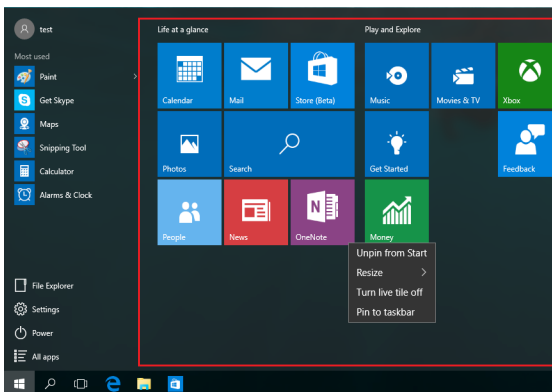 test
Most used
Paint
Get Skype
Maps
Snipping Tool
Calculator
Alarms & Clock
File Explorer
Settings
Power
All apps
Life at a glance
Calendar
Mail
Store (Beta)
Photos
Search
People
News
OneNote
Play and Explore
Music
Movies & TV
Xbox
Get Started
Feedback
Money
Unpin from Start
Resize
Turn live tile off
Pin to taskbar